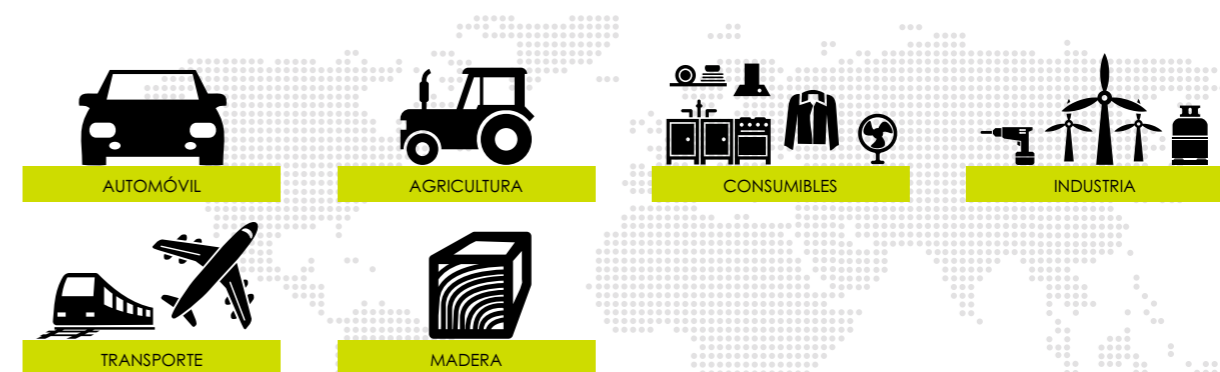 AUTOMÓVIL
AGRICULTURA
CONSUMIBLES
INDUSTRIA
TRANSPORTE
MADERA